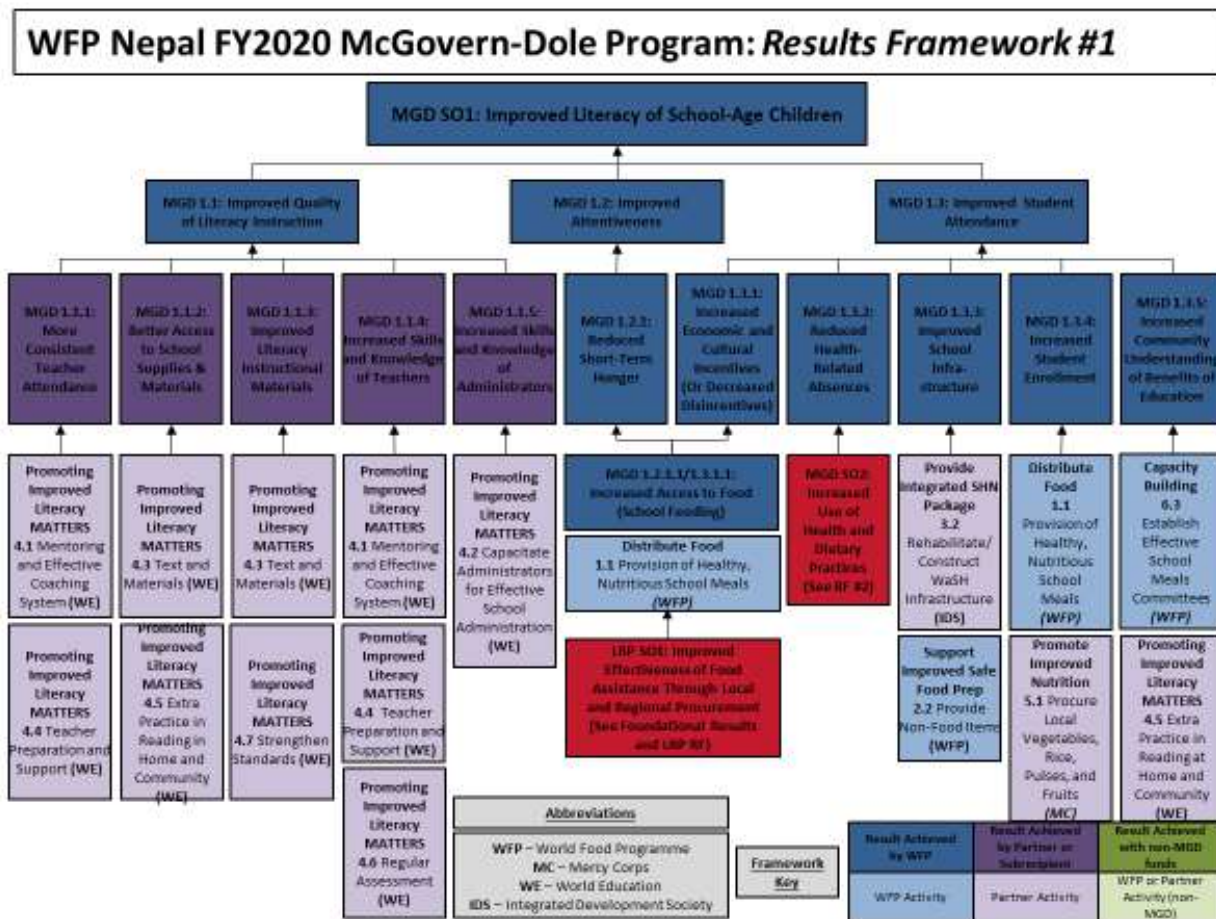 WFP Nepal FY2020 McGovern-Dole Program: Results Framework #1
MGD SO1: Improved Literacy of School-Age Children
MGD 1.1: Improved Quality
of Literacy Instruction
MGD 1.2: Improved
Attentiveness
MGD 1.3: Improved Student
Attendance
MGD 1.1.1:
More
Consistent
Teacher
Attendance
MGD 1.1.2:
Better Access
to School
Supplies &
Materials
MGD 1.1.3:
Improved
Literacy
Instructional
Materials
MGD 1.1.4:
Increased Skills
and Knowledge
of Teachers
MGD 1.1.5:
Increased Skills
and Knowledge
of
Administrators
MGD 1.2.1:
Reduced
Short-Term
Hunger
MGD 1.3.1:
Increased
Economic and
Cultural
Incentives
(Or Decreased
Disincentives)
MGD 1.3.2:
Reduced
Health-
Related
Absences
MGD 1.3.3:
Improved
School
Infra-
structure
MGD 1.3.4:
Increased
Student
Enrollment
MGD 1.3.5:
Increased
Community
Understanding
of Benefits of
Education
Promoting
Improved
Literacy
MATTERS
4.1 Mentoring
and Effective
Coaching
System (WE)
Promoting
Improved
Literacy
MATTERS
4.3 Text and
Materials (WE)
Promoting
Improved
Literacy
MATTERS
4.3 Text and
Materials (WE)
Promoting
Improved
Literacy
MATTERS
4.1 Mentoring
and Effective
Coaching
System (WE)
Promoting
Improved
Literacy
MATTERS
4.2 Capacitate
Administrators
for Effective
School
Administration
(WE)
MGD 1.2.1.1/1.3.1.1:
Increased Access to Food
(School Feeding)
Distribute Food
1.1 Provision of Healthy,
Nutritious School Meals
(WFP)
LRP SO1: Improved
Effectiveness of Food
Assistance Through Local
and Regional Procurement
(See Foundational Results
and LRP RF)
MGD SO2:
Increased
Use of
Health and
Dietary
Practices
(See RF #2)
Provide
Integrated SHN
Package
3.2
Rehabilitate/
Construct
WaSH
Infrastructure
(IDS)
Distribute
Food
1.1
Provision of
Healthy,
Nutritious
School
Meals
(WFP)
Capacity
Building
6.3
Establish
Effective
School
Meals
Committees
(WFP)
Promoting
Improved
Literacy
MATTERS
4.4 Teacher
Preparation and
Support (WE)
Promoting
Improved
Literacy
MATTERS
4.5 Extra
Practice in
Reading in
Home and
Community
(WE)
Promoting
Improved
Literacy
MATTERS
4.7 Strengthen
Standards (WE)
Promoting
Improved
Literacy
MATTERS
4.4 Teacher
Preparation and
Support (WE)
Support
Improved Safe
Food Prep
2.2 Provide
Non-Food Items
(WFP)
Promote
Improved
Nutrition
5.1 Procure
Local
Vegetables,
Rice,
Pulses, and
Fruits
(MC)
Promoting
Improved
Literacy
MATTERS
4.5 Extra
Practice in
Reading at
Home and
Community
(WE)
Promoting
Improved
Literacy
MATTERS
4.6 Regular
Assessment
(WE)
Abbreviations
WFP – World Food Programme
MC – Mercy Corps
WE – World Education
IDS – Integrated Development Society
Framework
Key
Result Achieved
by WFP
Result Achieved
by Partner or
Subrecipient
Result Achieved
with non-MGD
funds
WFP Activity
Partner Activity
WFP or Partner
Activity (non-
MGD)